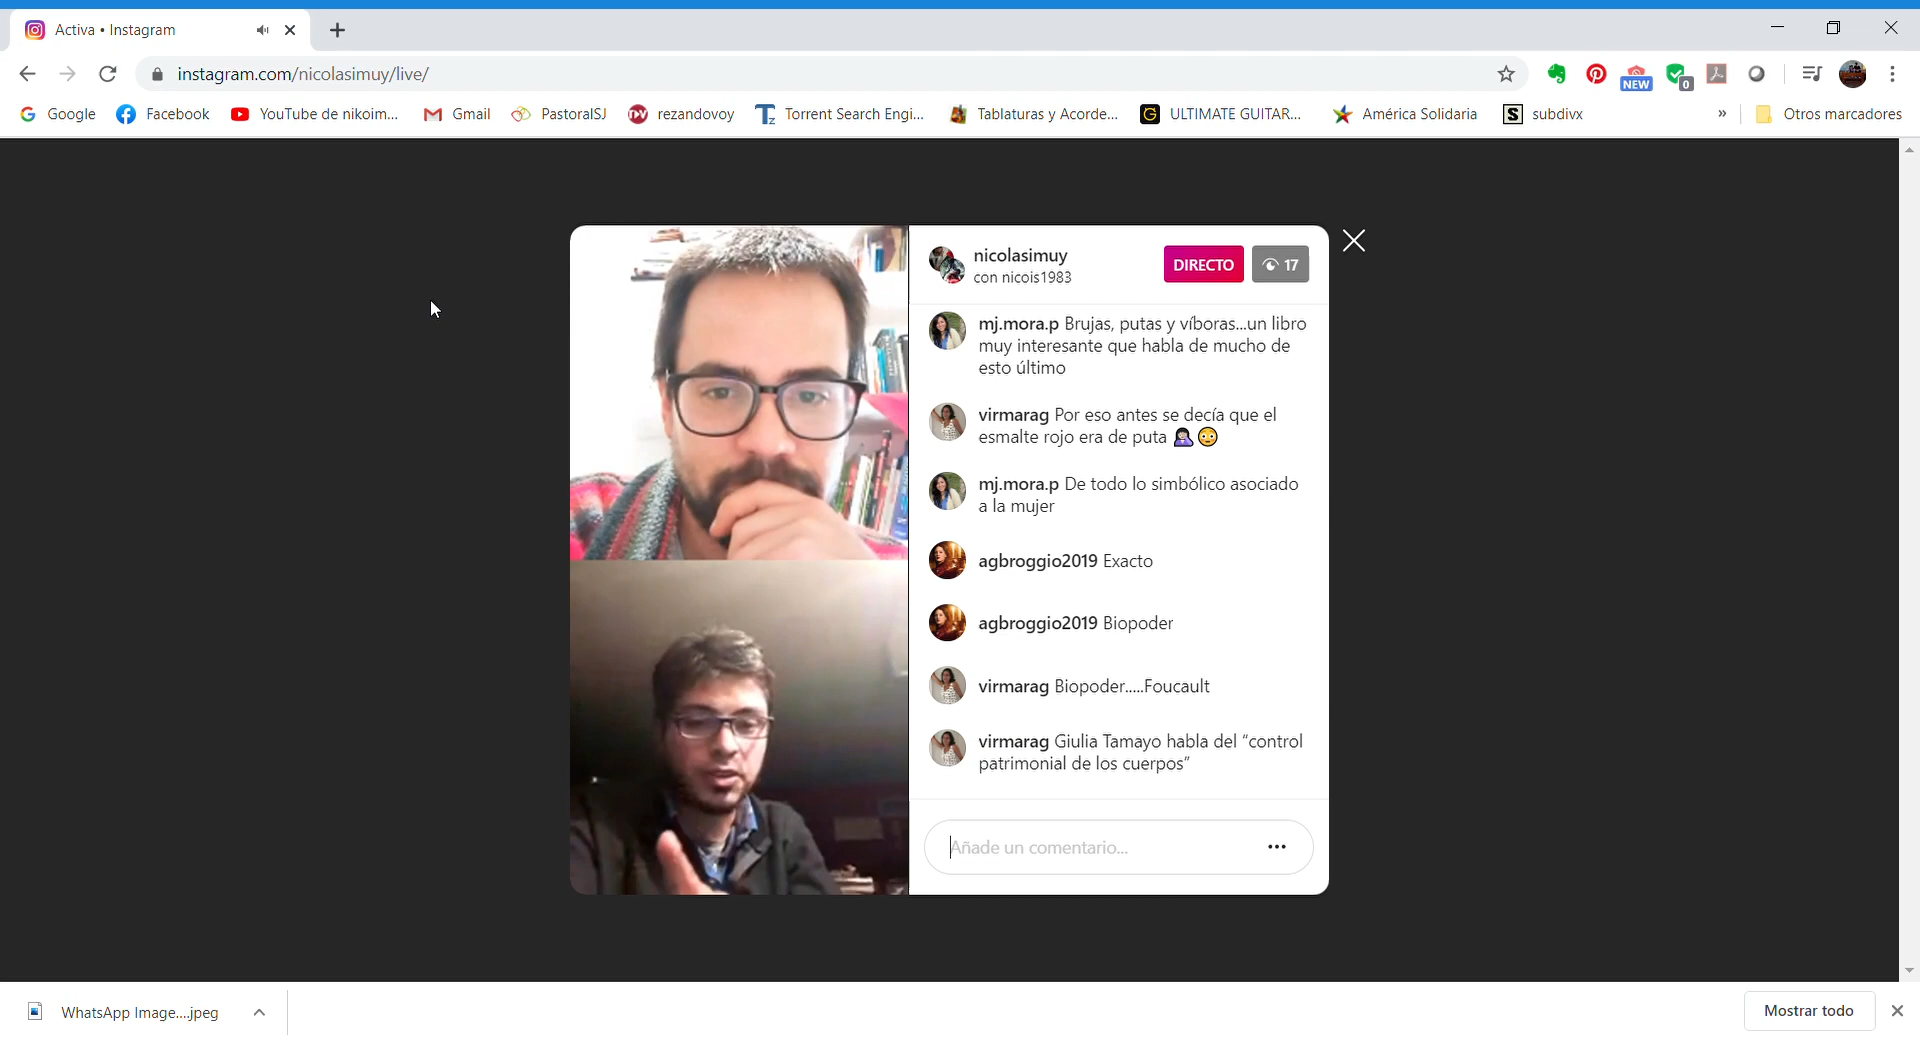 Activa • Instagram
instagram.com/nicolasimuy/live/
NEW
0
Google
Facebook
YouTube de nikoim...
Gmail
PastoralSJ
rezandovoy
Torrent Search Engi...
Tablaturas y Acorde...
ULTIMATE GUITAR...
América Solidaria
subdivx
»
Otros marcadores
nicolasimuy
con nicois1983
DIRECTO
17
mj.mora.p Brujas, putas y víboras...un libro
muy interesante que habla de mucho de
esto último
virmarag Por eso antes se decía que el
esmalte rojo era de puta 🤦🏻‍♀️😳
mj.mora.p De todo lo simbólico asociado
a la mujer
agbroggio2019 Exacto
agbroggio2019 Biopoder
virmarag Biopoder.....Foucault
virmarag Giulia Tamayo habla del “control
patrimonial de los cuerpos”
Añade un comentario...
WhatsApp Image....jpeg
Mostrar todo